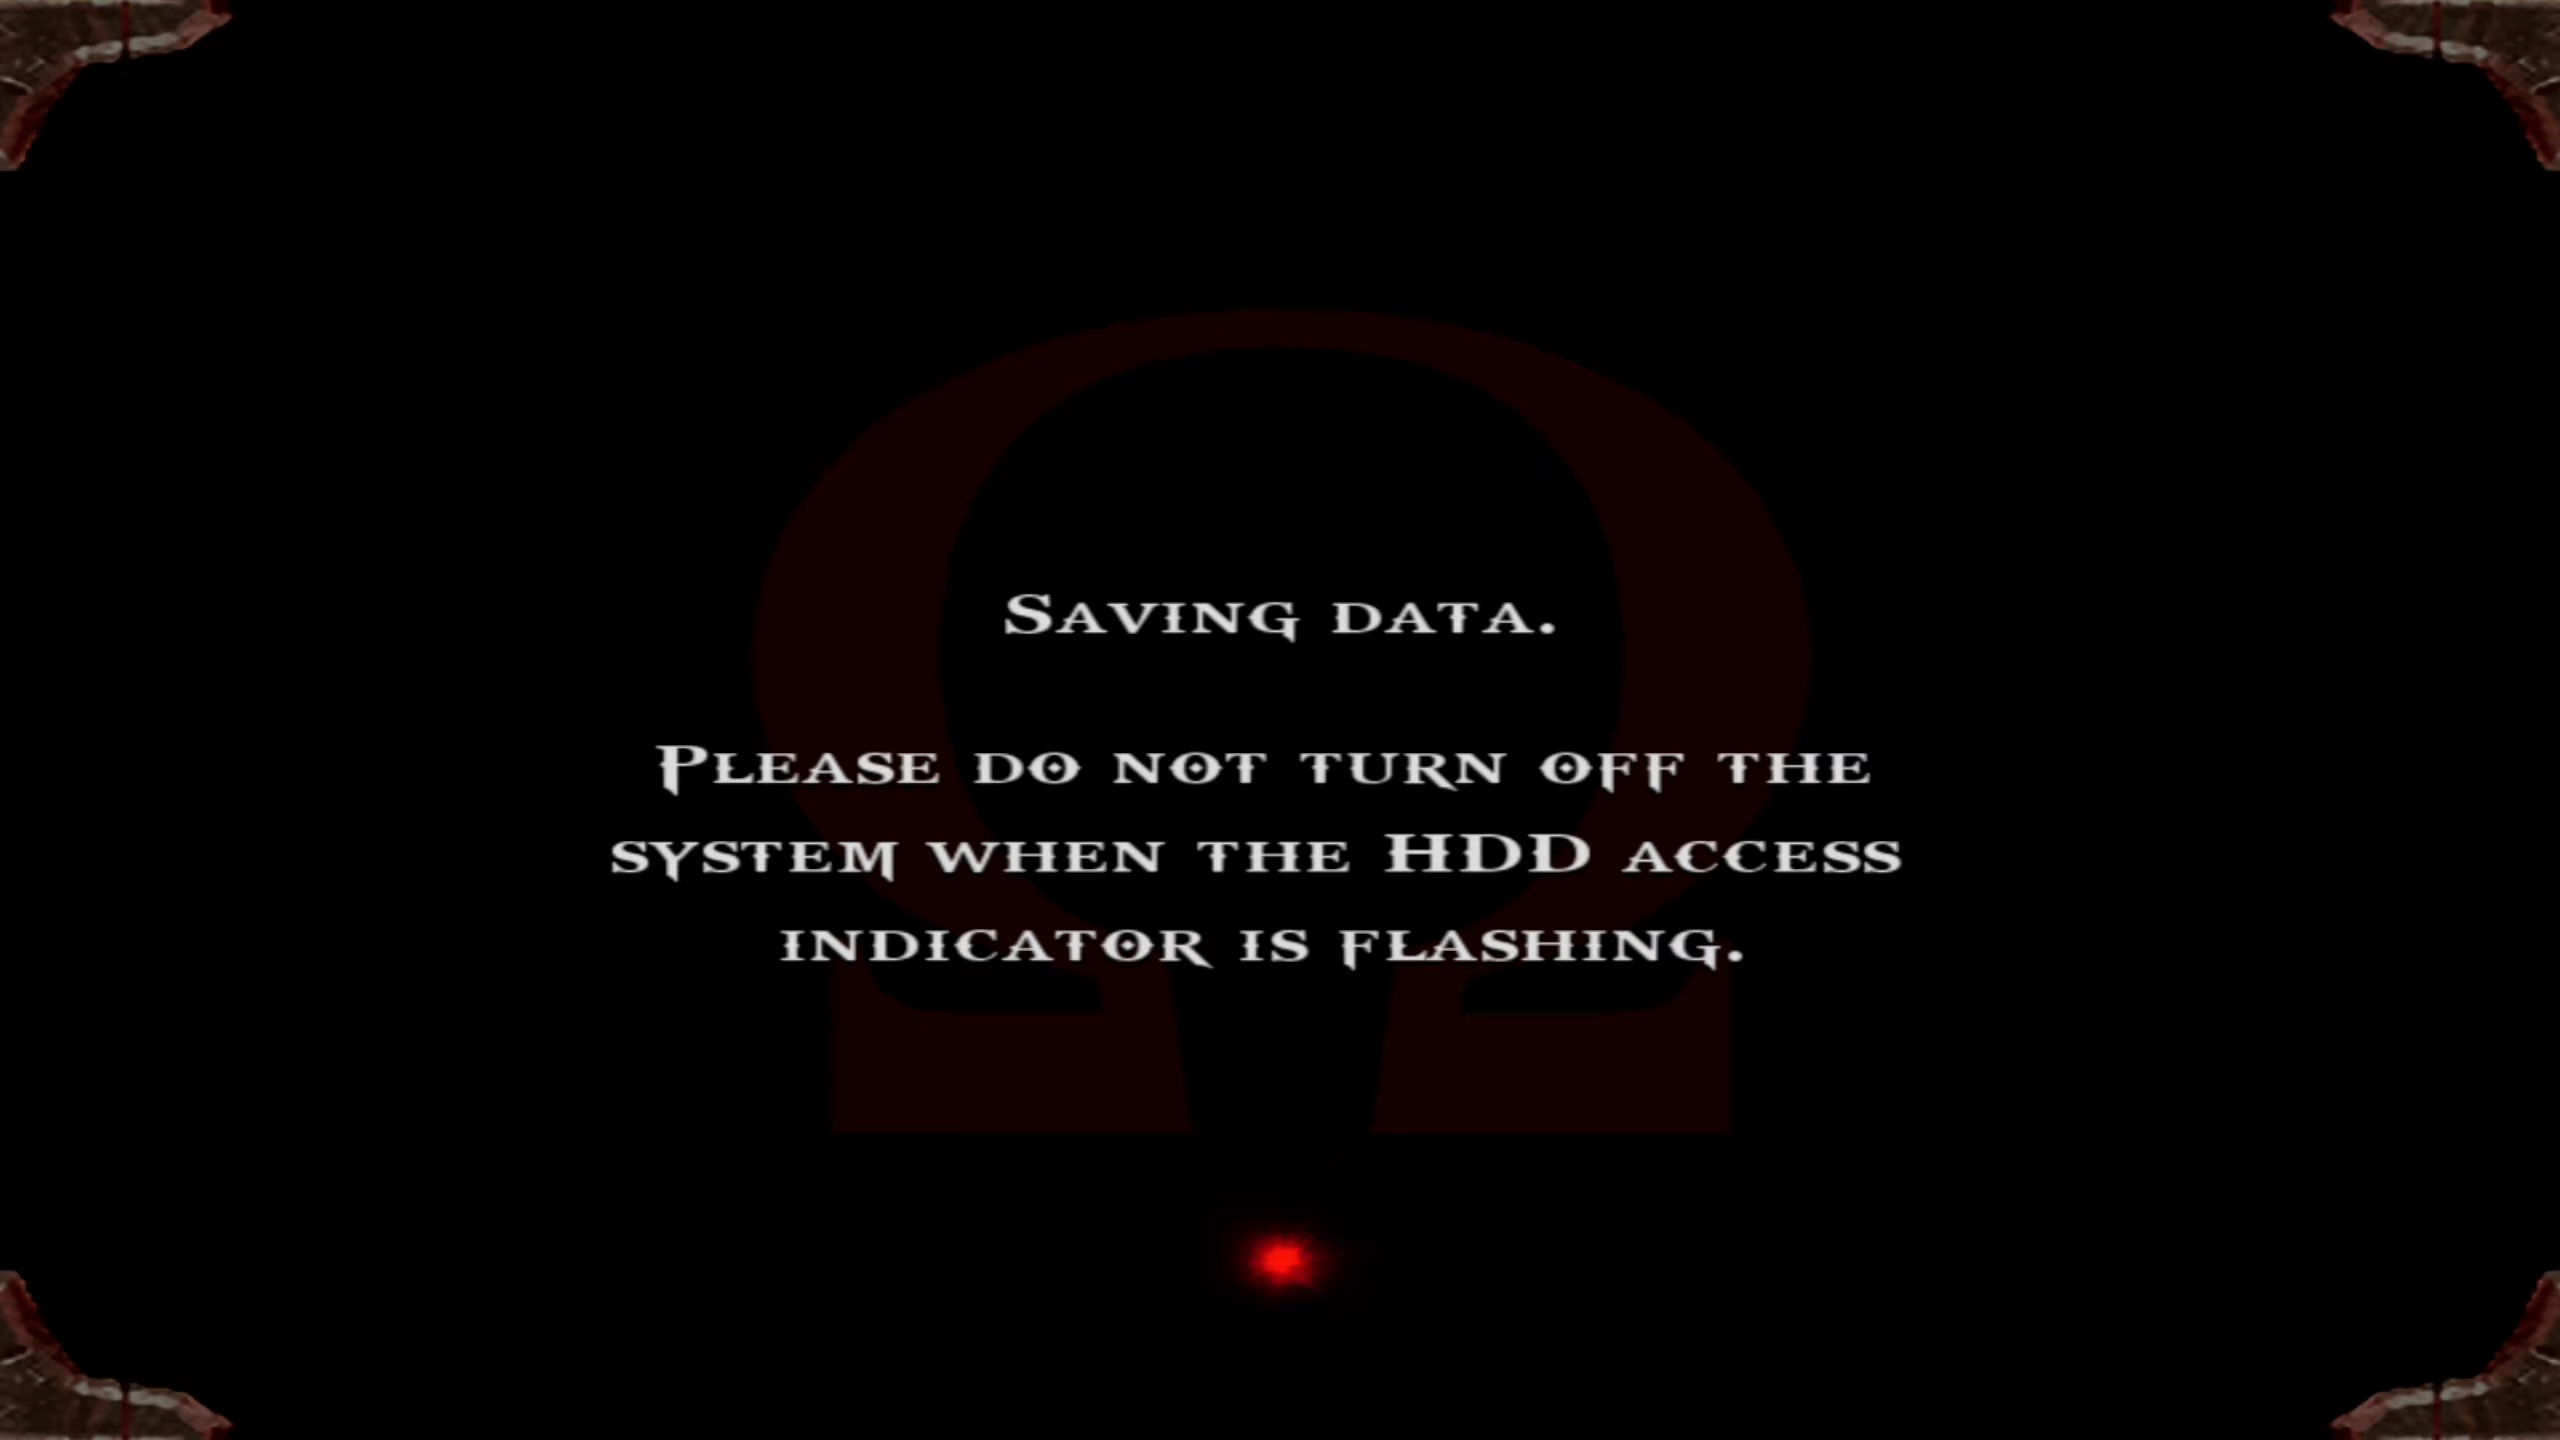 Saving data.
Please do not turn off the
system when the HDD access
indicator is flashing.